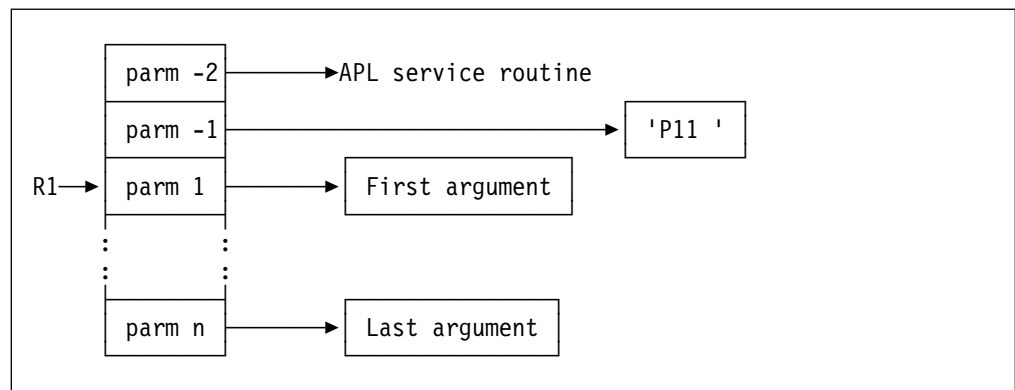 parm -2 APL service routine
parm -1 'P11 '
R1 parm 1 First argument
: :
: :
parm n Last argument